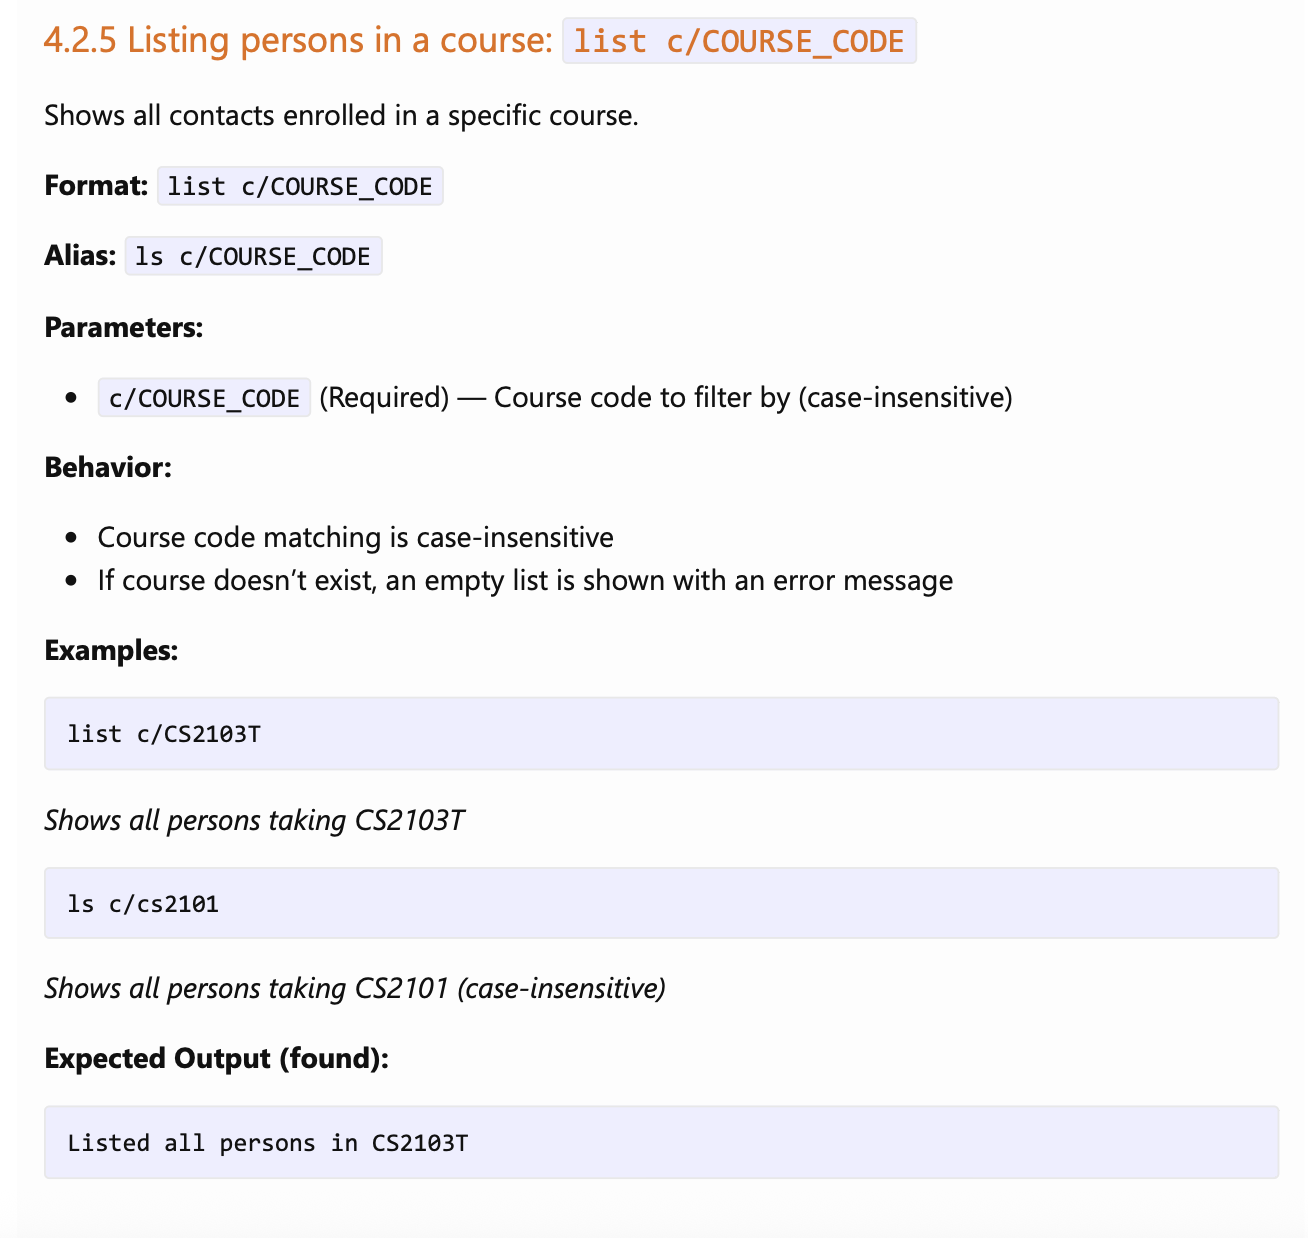 4.2.5 Listing persons in a course: list c/COURSE_CODE
Shows all contacts enrolled in a specific course.
Format: list c/COURSE_CODE
Alias: ls c/COURSE_CODE
Parameters:
• c/COURSE_CODE (Required) — Course code to filter by (case-insensitive)
Behavior:
• Course code matching is case-insensitive
• If course doesn’t exist, an empty list is shown with an error message
Examples:
list c/CS2103T
Shows all persons taking CS2103T
ls c/cs2101
Shows all persons taking CS2101 (case-insensitive)
Expected Output (found):
Listed all persons in CS2103T